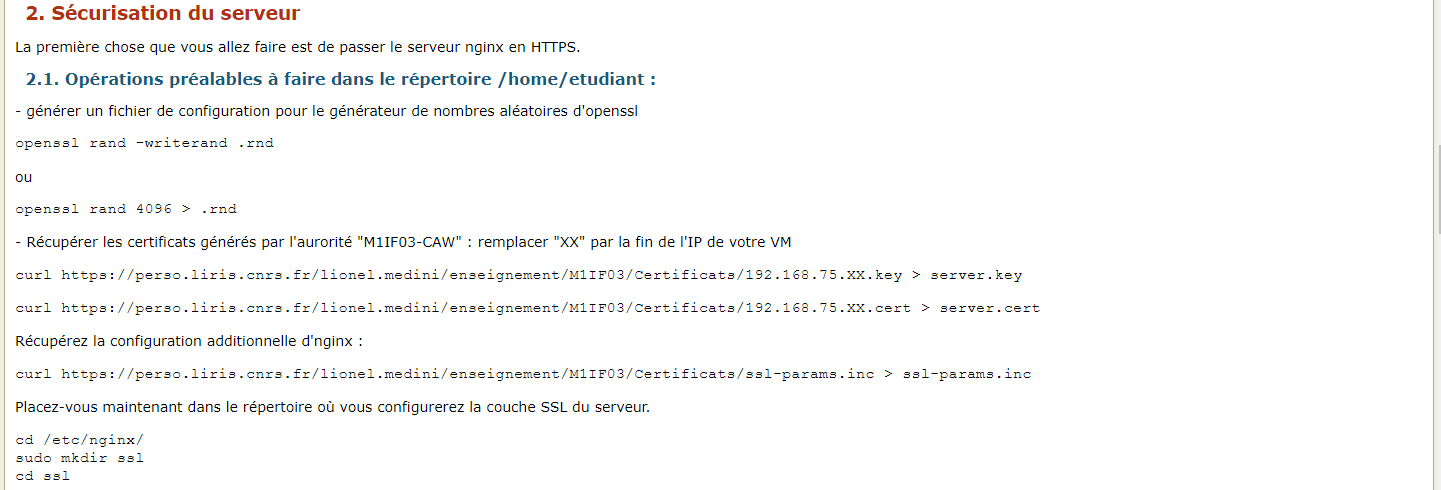 2. Sécurisation du serveur
La première chose que vous allez faire est de passer le serveur nginx en HTTPS.
2.1. Opérations préalables à faire dans le répertoire /home/etudiant :
- générer un fichier de configuration pour le générateur de nombres aléatoires d'openssl
openssl rand -writerand .rnd
ou
openssl rand 4096 > .rnd
- Récupérer les certificats générés par l'aurorité "M1IF03-CAW" : remplacer "XX" par la fin de l'IP de votre VM
curl https://perso.liris.cnrs.fr/lionel.medini/enseignement/M1IF03/Certificats/192.168.75.XX.key > server.key
curl https://perso.liris.cnrs.fr/lionel.medini/enseignement/M1IF03/Certificats/192.168.75.XX.cert > server.cert
Récupérez la configuration additionnelle d'nginx :
curl https://perso.liris.cnrs.fr/lionel.medini/enseignement/M1IF03/Certificats/ssl-params.inc > ssl-params.inc
Placez-vous maintenant dans le répertoire où vous configurerez la couche SSL du serveur.
cd /etc/nginx/
sudo mkdir ssl
cd ssl